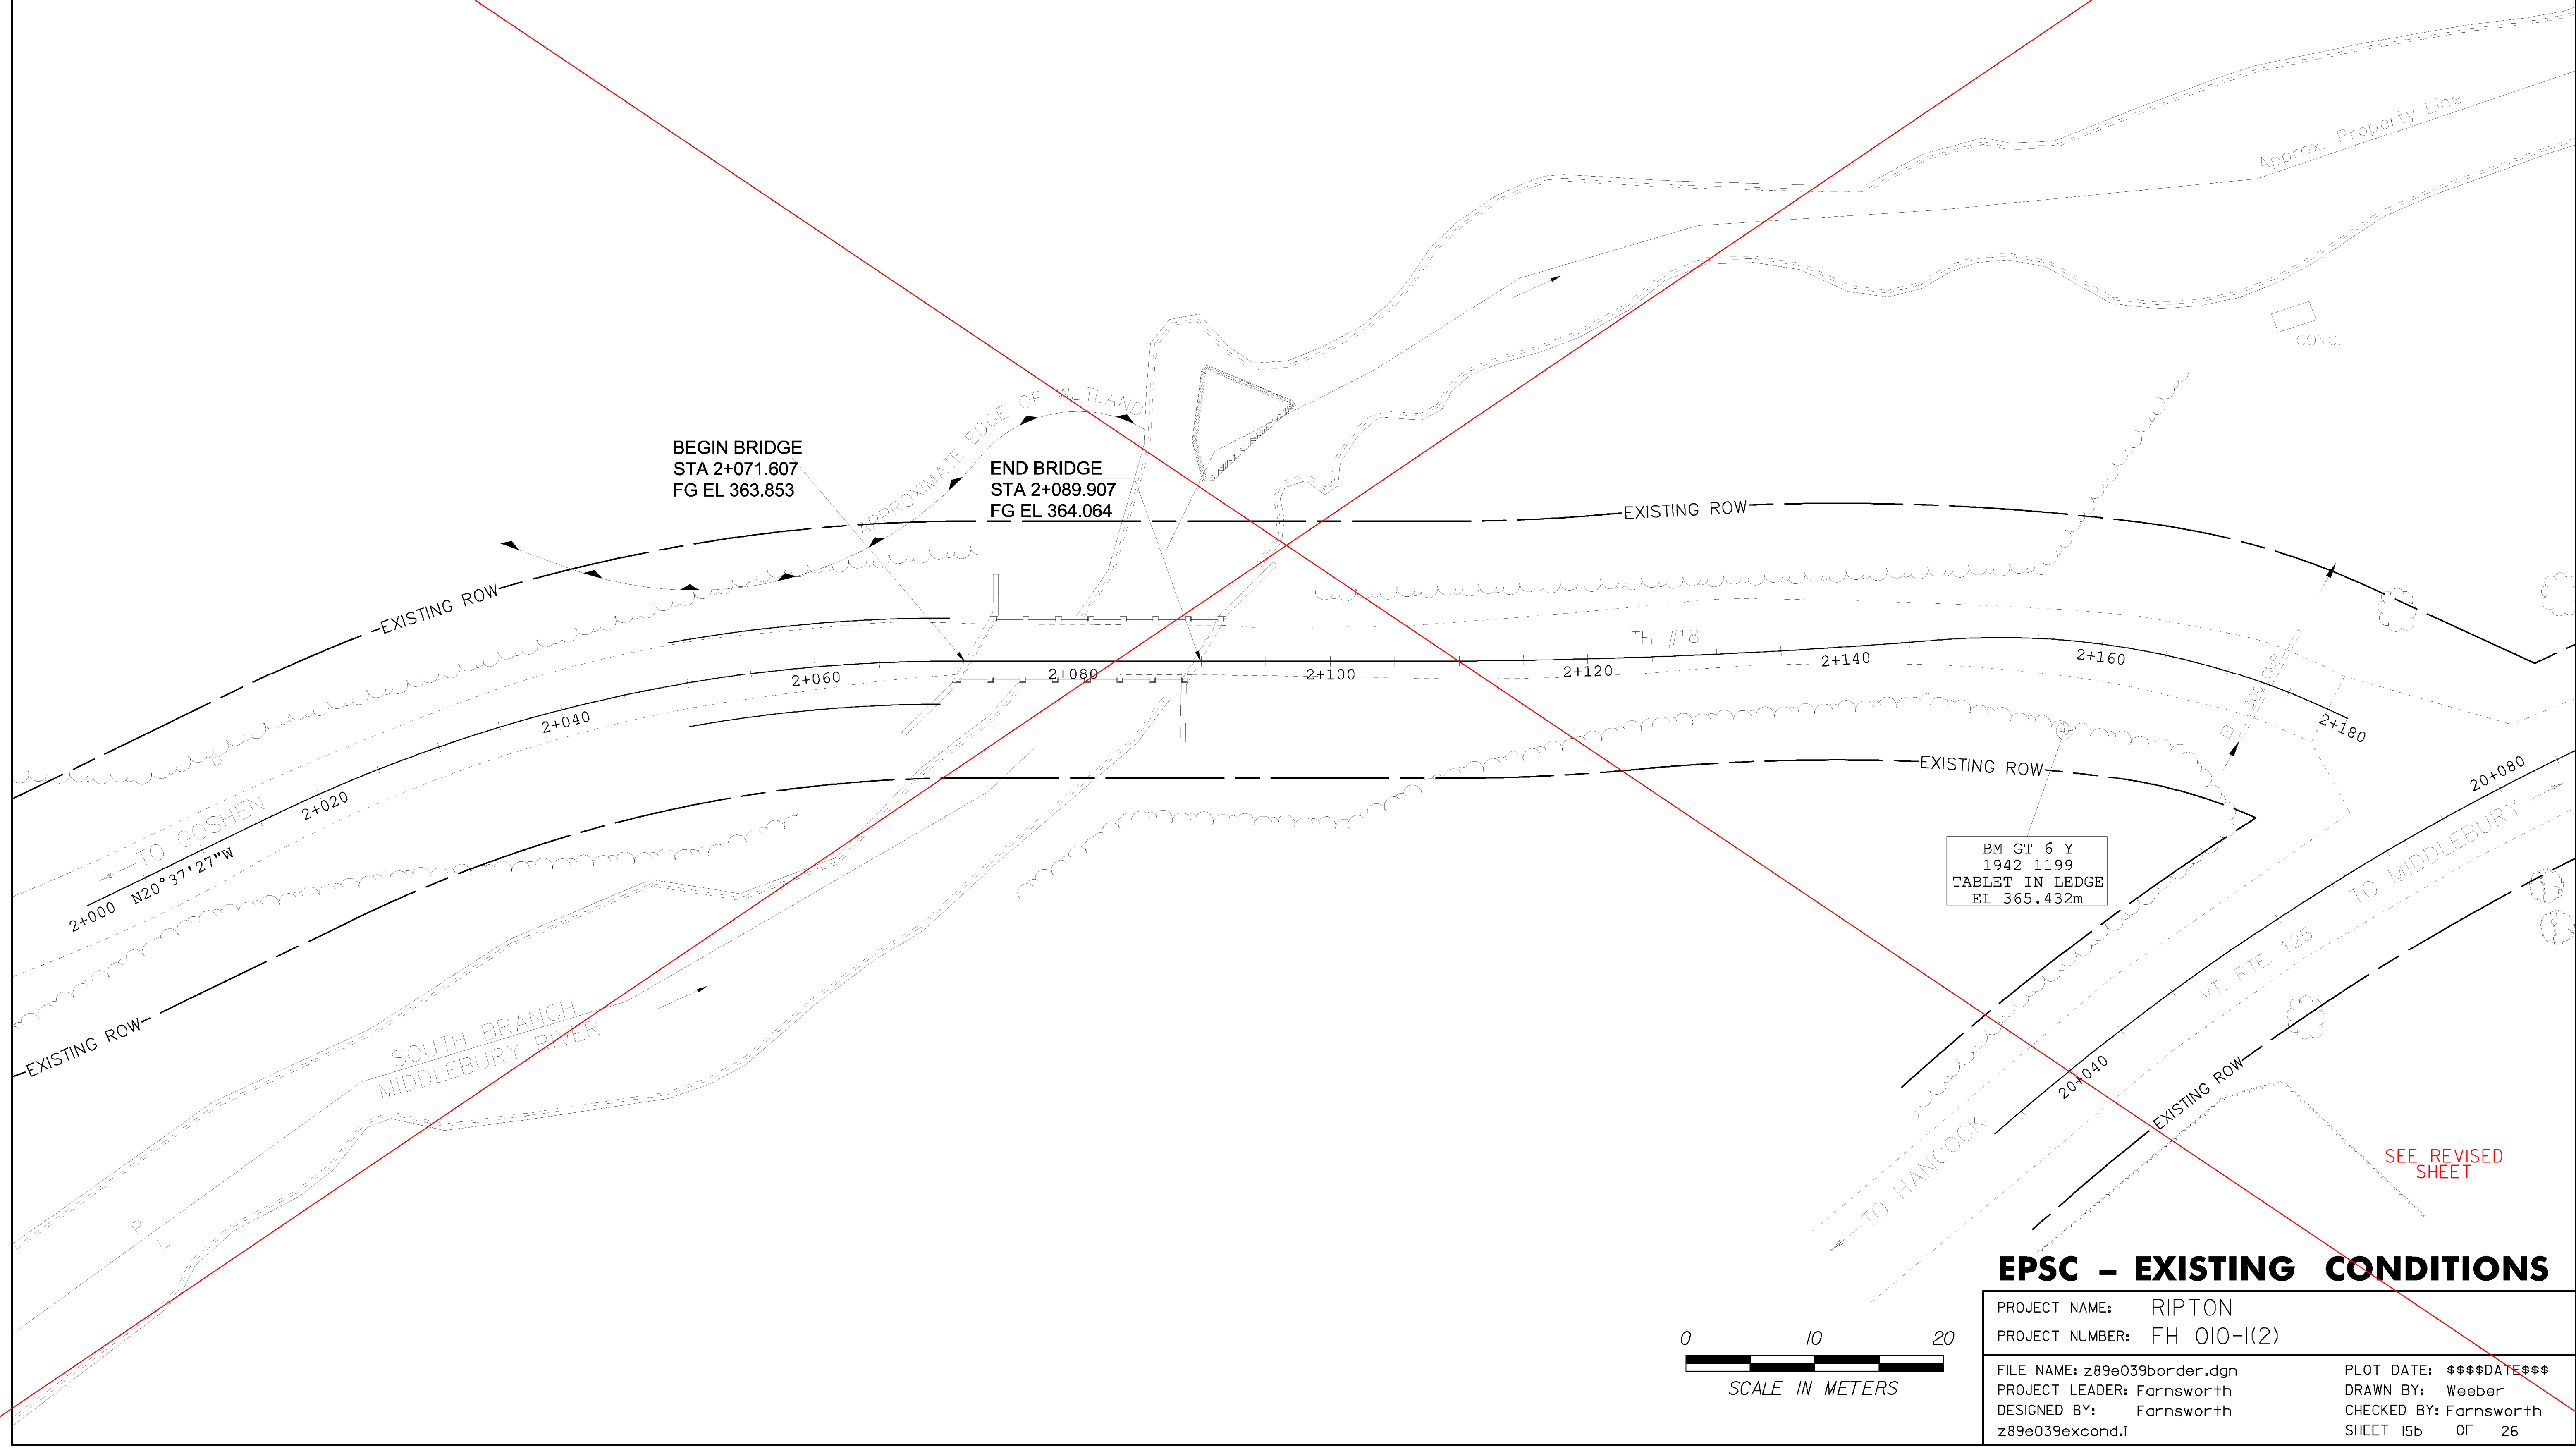 Approx. Property Line
CONC.
APPROXIMATE EDGE OF WETLAND
BEGIN BRIDGE
STA 2+071.607
FG EL 363.853
END BRIDGE
STA 2+089.907
FG EL 364.064
EXISTING ROW
EXISTING ROW
TH #18
2+000
2+020
2+040
2+060
2+080
2+100
2+120
2+140
2+160
2+180
300 CMP
TO GOSHEN
N20°37'27"W
EXISTING ROW
EXISTING ROW
BM GT 6 Y
1942 1199
TABLET IN LEDGE
EL 365.432m
20+080
TO MIDDLEBURY
VT. RTE. 125
20+040
EXISTING ROW
TO HANCOCK
SOUTH BRANCH
MIDDLEBURY RIVER
P
L
SEE REVISED
SHEET
0 10 20
SCALE IN METERS
EPSC – EXISTING CONDITIONS
PROJECT NAME: RIPTON
PROJECT NUMBER: FH 010-1(2)
FILE NAME: z89e039border.dgn
PLOT DATE: $$$$DATE$$$
PROJECT LEADER: Farnsworth
DRAWN BY: Weeber
DESIGNED BY: Farnsworth
CHECKED BY: Farnsworth
z89e039excond.i
SHEET 15b OF 26